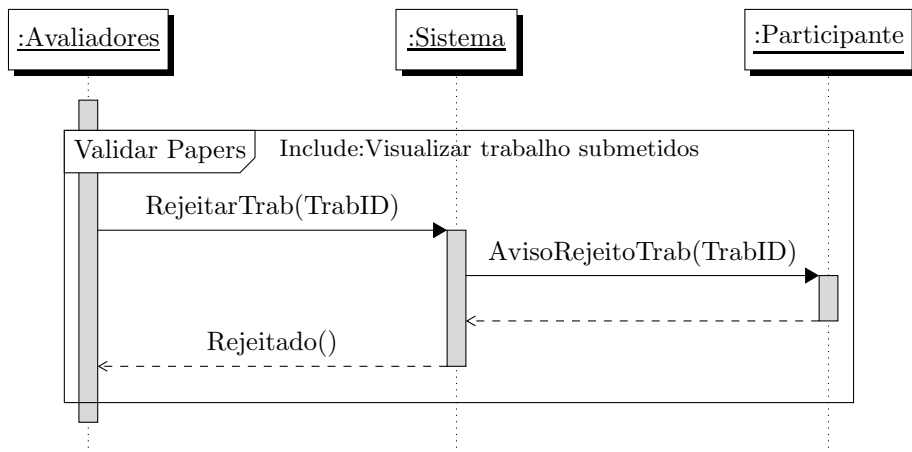 :Avaliadores
:Sistema
:Participante
Validar Papers
Include:Visualizar trabalho submetidos
RejeitarTrab(TrabID)
AvisoRejeitoTrab(TrabID)
Rejeitado()